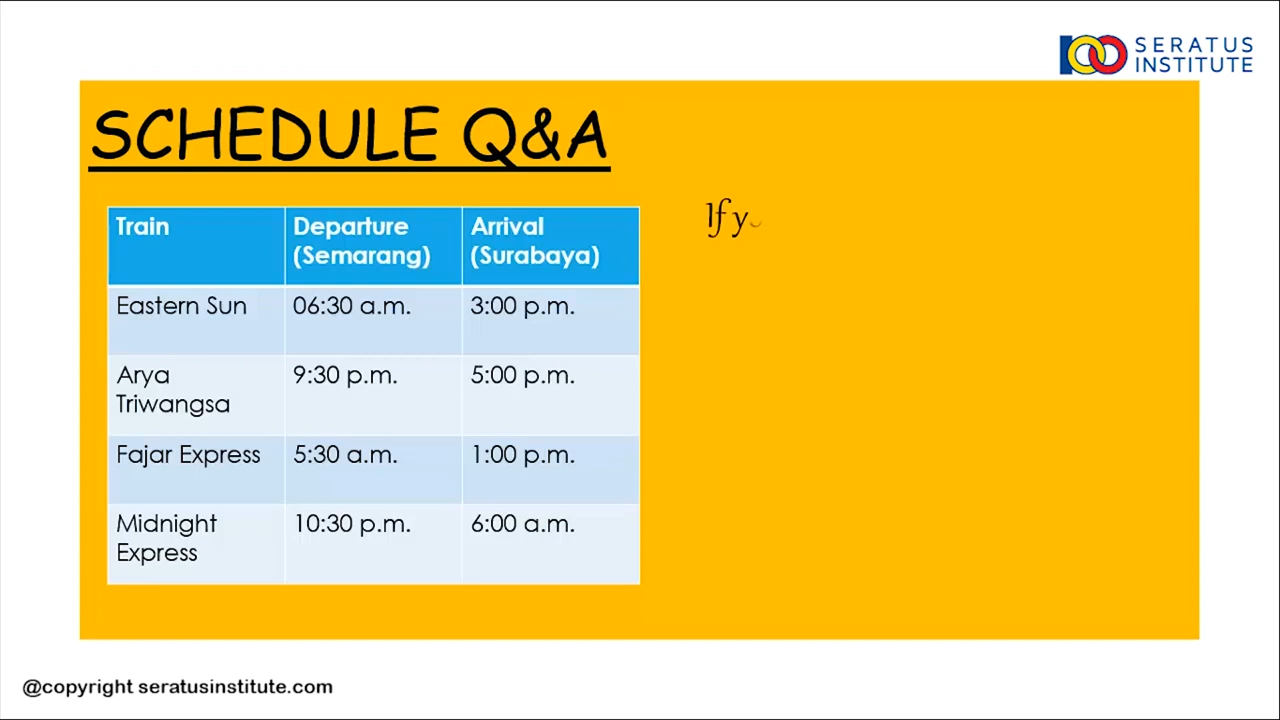 SERATUS
INSTITUTE
SCHEDULE Q&A
Train
Departure
(Semarang)
Arrival
(Surabaya)
Eastern Sun
06:30 a.m.
3:00 p.m.
Arya
Triwangsa
9:30 p.m.
5:00 p.m.
Fajar Express
5:30 a.m.
1:00 p.m.
Midnight
Express
10:30 p.m.
6:00 a.m.
If
@copyright seratusinstitute.com